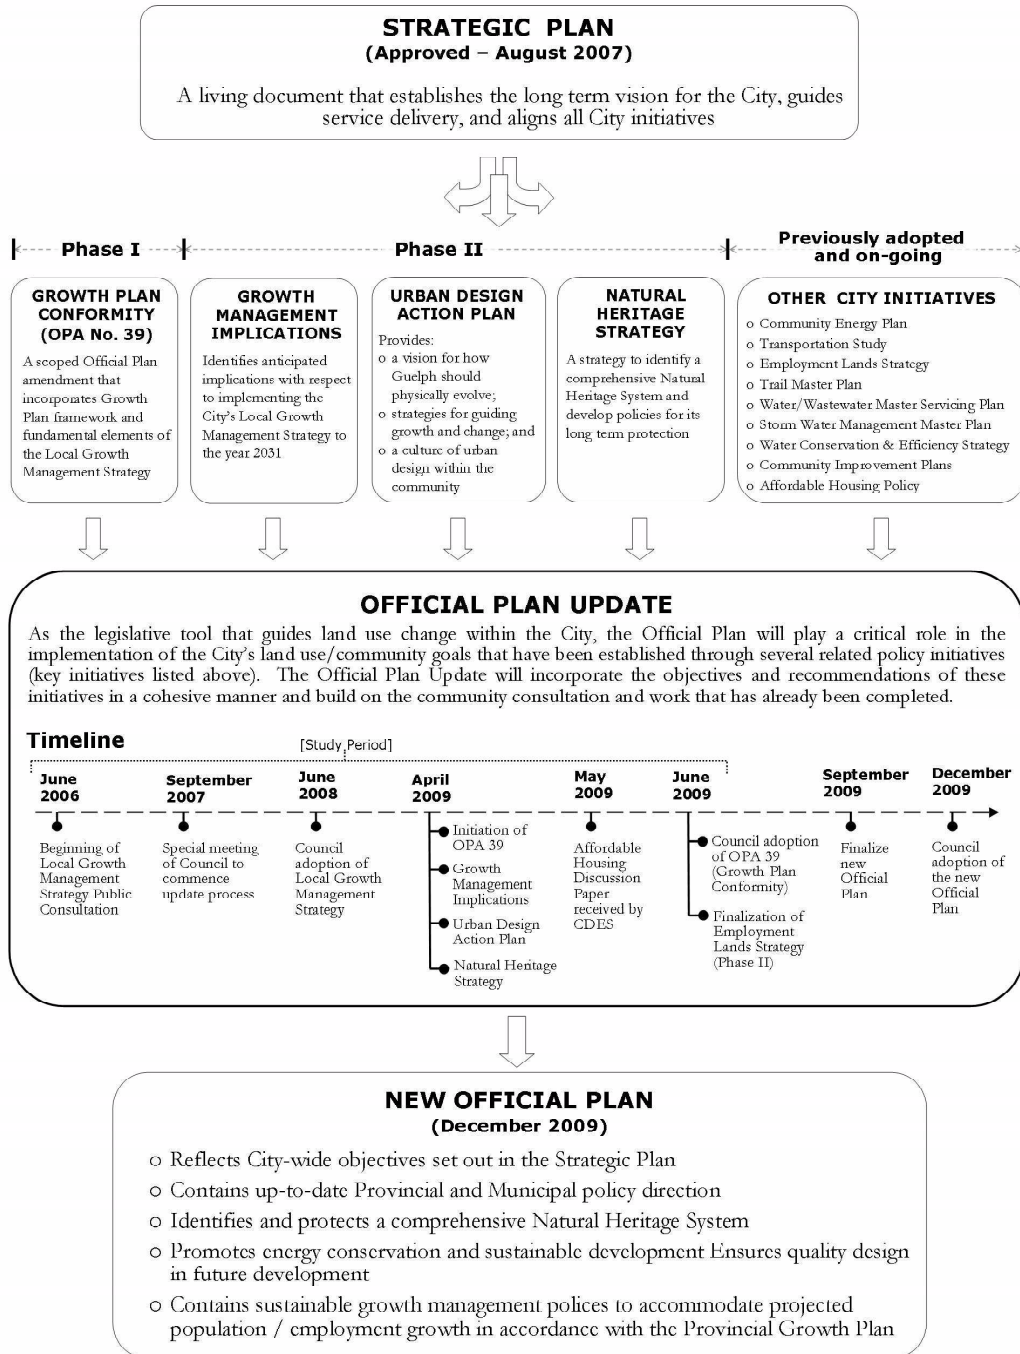 STRATEGIC PLAN
(Approved – August 2007)
A living document that establishes the long term vision for the City, guides
service delivery, and aligns all City initiatives
Phase I
Phase II
Previously adopted
and on-going
GROWTH PLAN
CONFORMITY
(OPA No. 39)
A scoped Official Plan
amendment that
incorporates Growth
Plan framework and
fundamental elements of
the Local Growth
Management Strategy
GROWTH
MANAGEMENT
IMPLICATIONS
Identifies anticipated
implications with respect
to implementing the
City's Local Growth
Management Strategy to
the year 2031
URBAN DESIGN
ACTION PLAN
Provides:
o a vision for how
Guelph should
physically evolve;
o strategies for guiding
growth and change; and
o a culture of urban
design within the
community
NATURAL
HERITAGE
STRATEGY
A strategy to identify a
comprehensive Natural
Heritage System and
develop policies for its
long term protection
OTHER CITY INITIATIVES
o Community Energy Plan
o Transportation Study
o Employment Lands Strategy
o Trail Master Plan
o Water/Wastewater Master Servicing Plan
o Storm Water Management Master Plan
o Water Conservation & Efficiency Strategy
o Community Improvement Plans
o Affordable Housing Policy
OFFICIAL PLAN UPDATE
As the legislative tool that guides land use change within the City, the Official Plan will play a critical role in the
implementation of the City's land use/community goals that have been established through several related policy initiatives
(key initiatives listed above). The Official Plan Update will incorporate the objectives and recommendations of these
initiatives in a cohesive manner and build on the community consultation and work that has already been completed.
Timeline
[Study Period]
June
2006
Beginning of
Local Growth
Management
Strategy Public
Consultation
September
2007
Special meeting
of Council to
commence
update process
June
2008
Council
adoption of
Local Growth
Management
Strategy
April
2009
Initiation of
OPA 39
Growth
Management
Implications
Urban Design
Action Plan
Natural Heritage
Strategy
May
2009
Affordable
Housing
Discussion
Paper
received by
CDES
June
2009
Council adoption
of OPA 39
(Growth Plan
Conformity)
Finalization of
Employment
Lands Strategy
(Phase II)
September
2009
Finalize
new
Official
Plan
December
2009
Council
adoption of
the new
Official
Plan
NEW OFFICIAL PLAN
(December 2009)
o Reflects City-wide objectives set out in the Strategic Plan
o Contains up-to-date Provincial and Municipal policy direction
o Identifies and protects a comprehensive Natural Heritage System
o Promotes energy conservation and sustainable development Ensures quality design
in future development
o Contains sustainable growth management polices to accommodate projected
population / employment growth in accordance with the Provincial Growth Plan